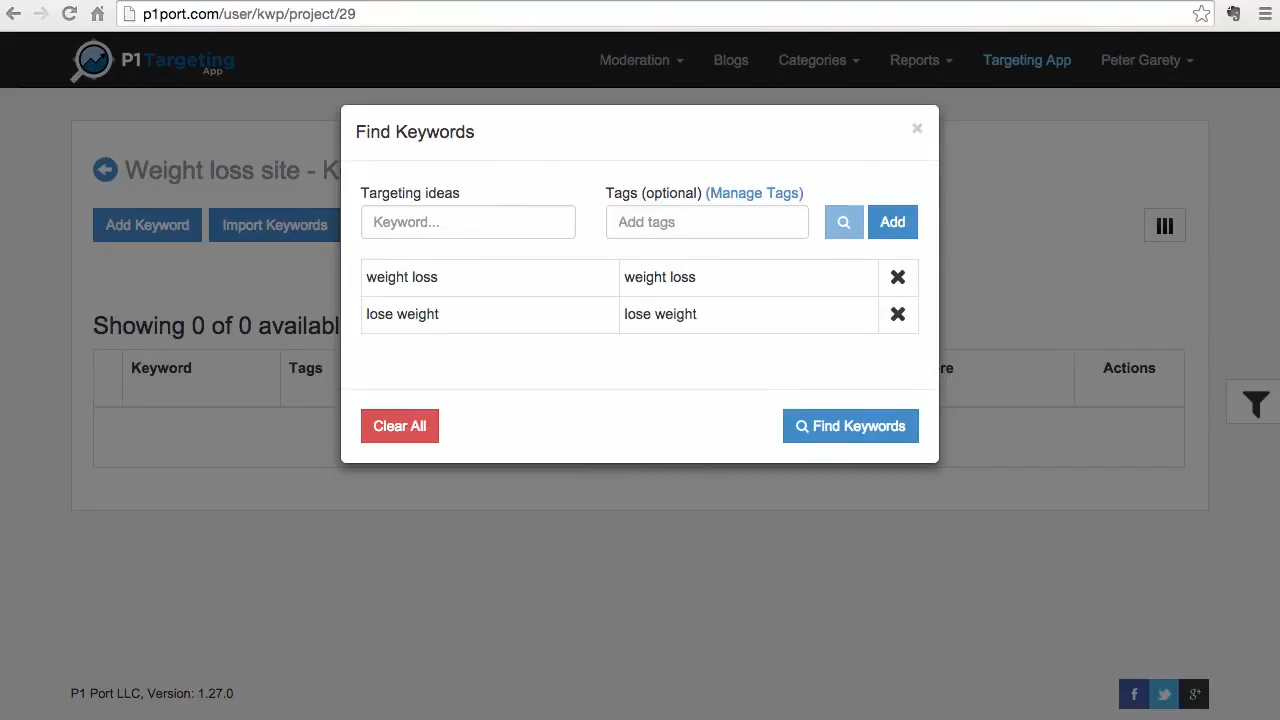 p1port.com/user/kwp/project/29
P1 Targeting App
Moderation
Blogs
Categories
Reports
Targeting App
Peter Garety
Find Keywords
×
Weight loss site - K
Targeting ideas
Tags (optional) (Manage Tags)
Add Keyword
Import Keywords
Keyword...
Add tags
Add
weight loss
weight loss
lose weight
lose weight
Showing 0 of 0 availabl
Keyword
Tags
re
Actions
Clear All
Find Keywords
P1 Port LLC, Version: 1.27.0